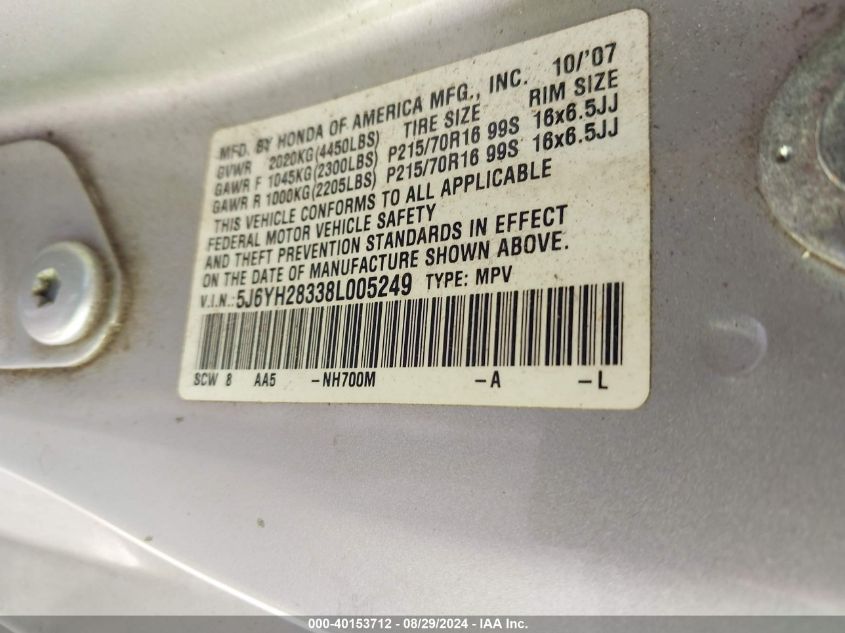 MFD. BY HONDA OF AMERICA MFG., INC. 10/'07
GVWR 2020KG(4450LBS) TIRE SIZE RIM SIZE
GAWR F 1045KG(2300LBS) P215/70R16 99S 16x6.5JJ
GAWR R 1000KG(2205LBS) P215/70R16 99S 16x6.5JJ
THIS VEHICLE CONFORMS TO ALL APPLICABLE
FEDERAL MOTOR VEHICLE SAFETY
AND THEFT PREVENTION STANDARDS IN EFFECT
ON THE DATE OF MANUFACTURE SHOWN ABOVE.
V.I.N.:5J6YH28338L005249 TYPE: MPV
SCW 8 AA5 -NH700M -A -L
000-40153712 - 08/29/2024 - IAA Inc.